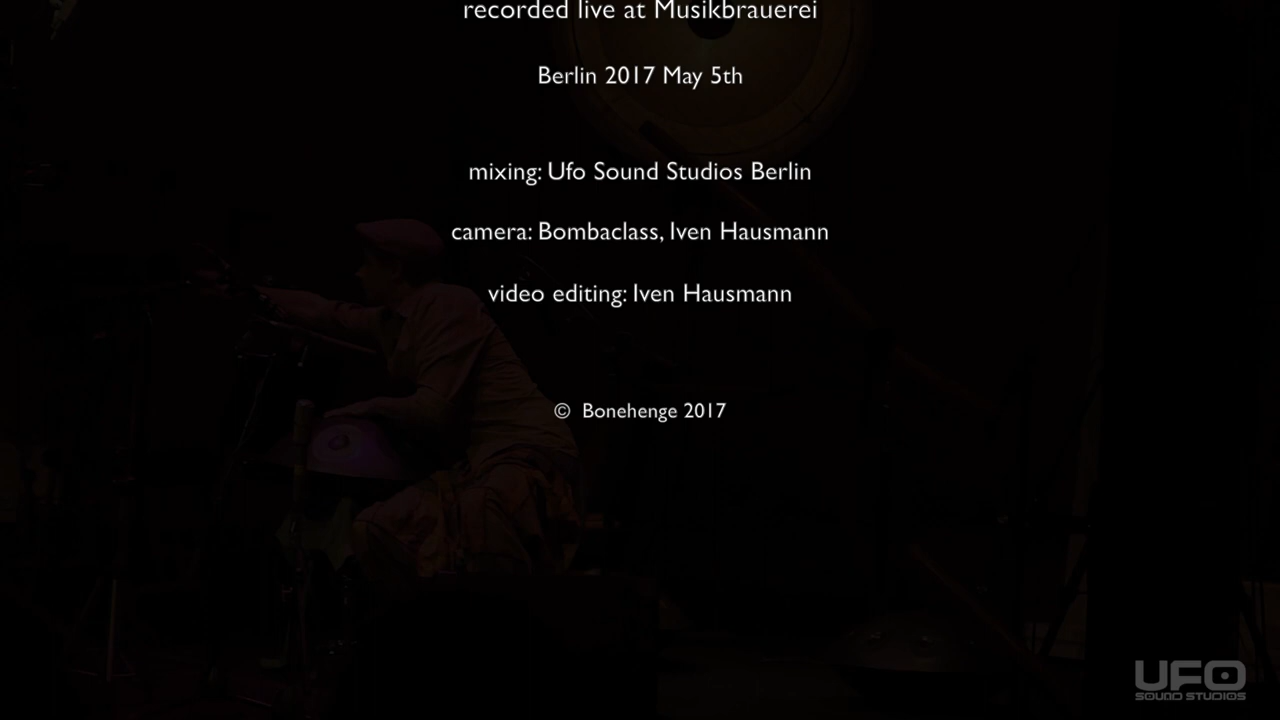 recorded live at Musikbrauerei
Berlin 2017 May 5th
mixing: Ufo Sound Studios Berlin
camera: Bombaclass, Iven Hausmann
video editing: Iven Hausmann
© Bonehenge 2017
UFO
SOUND STUDIOS